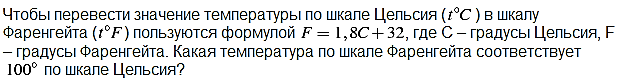 Чтобы перевести значение температуры по шкале Цельсия (t°C ) в шкалу
Фаренгейта (t°F ) пользуются формулой F = 1,8C + 32, где C – градусы Цельсия, F
– градусы Фаренгейта. Какая температура по шкале Фаренгейта соответствует
100° по шкале Цельсия?